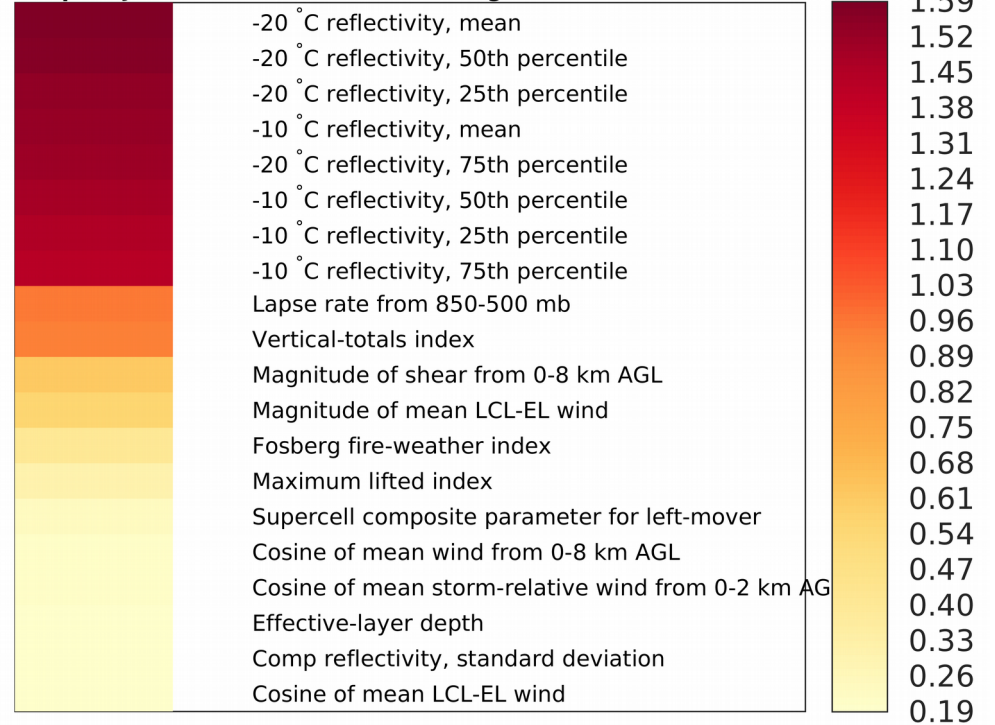 -20 °C reflectivity, mean
-20 °C reflectivity, 50th percentile
-20 °C reflectivity, 25th percentile
-10 °C reflectivity, mean
-20 °C reflectivity, 75th percentile
-10 °C reflectivity, 50th percentile
-10 °C reflectivity, 25th percentile
-10 °C reflectivity, 75th percentile
Lapse rate from 850-500 mb
Vertical-totals index
Magnitude of shear from 0-8 km AGL
Magnitude of mean LCL-EL wind
Fosberg fire-weather index
Maximum lifted index
Supercell composite parameter for left-mover
Cosine of mean wind from 0-8 km AGL
Cosine of mean storm-relative wind from 0-2 km AG
Effective-layer depth
Comp reflectivity, standard deviation
Cosine of mean LCL-EL wind
1.59
1.52
1.45
1.38
1.31
1.24
1.17
1.10
1.03
0.96
0.89
0.82
0.75
0.68
0.61
0.54
0.47
0.40
0.33
0.26
0.19